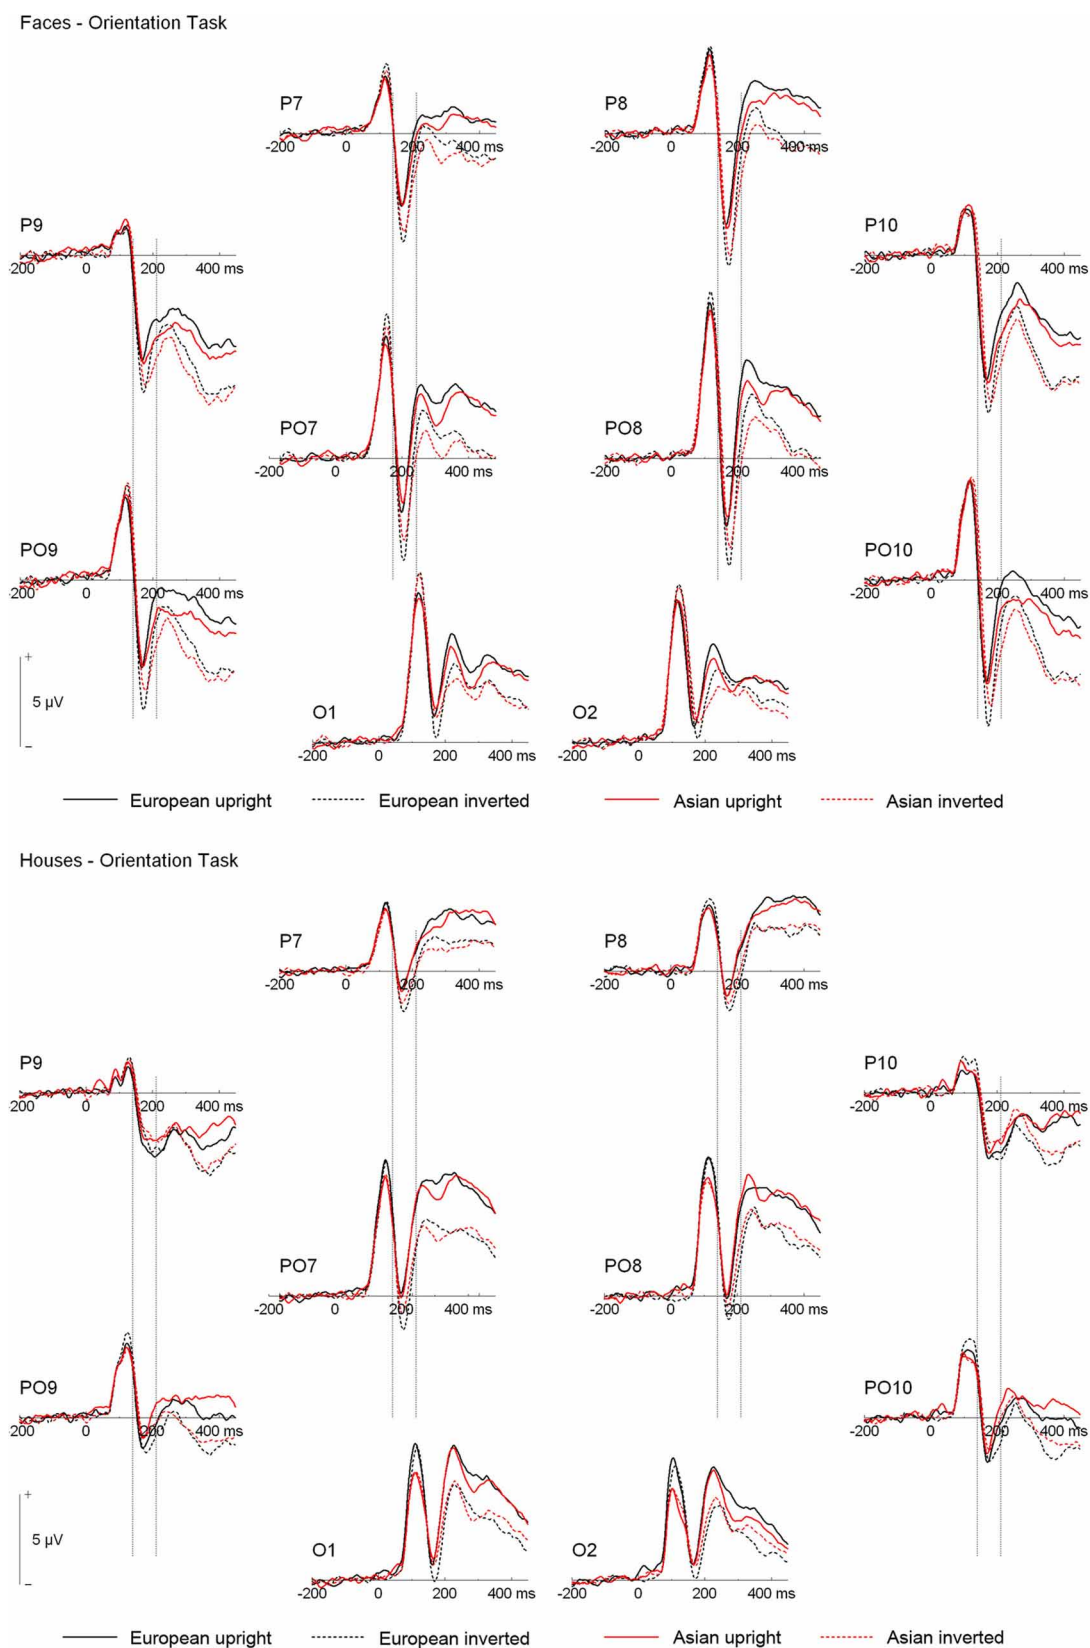 Faces - Orientation Task
P7 P8
-200 0 200 400 ms -200 0 200 400 ms
P9 P10
200 0 200 400 ms -200 0 200 400 ms
PO7 PO8
-200 0 200 400 ms -200 0 200 400 ms
PO9 PO10
200 0 200 400 ms -200 0 200 400 ms
+
5 µV
−
O1 O2
-200 0 200 400 ms -200 0 200 400 ms
European upright European inverted Asian upright Asian inverted
Houses - Orientation Task
P7 P8
-200 0 200 400 ms -200 0 200 400 ms
P9 P10
200 0 200 400 ms -200 0 200 400 ms
PO7 PO8
-200 0 200 400 ms -200 0 200 400 ms
PO9 PO10
200 0 200 400 ms -200 0 200 400 ms
+
5 µV
−
O1 O2
-200 0 200 400 ms -200 0 200 400 ms
European upright European inverted Asian upright Asian inverted